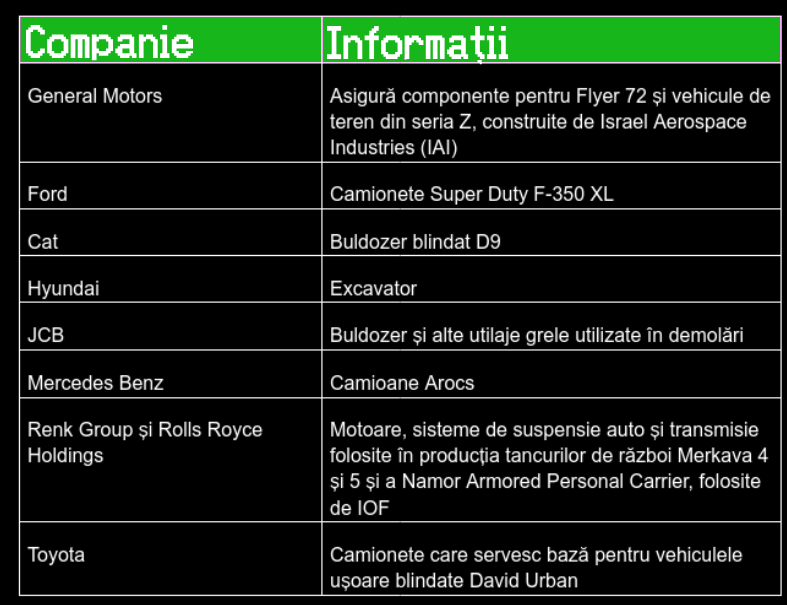 Companie
Informații
General Motors
Asigură componente pentru Flyer 72 și vehicule de
teren din seria Z, construite de Israel Aerospace
Industries (IAI)
Ford
Camionete Super Duty F-350 XL
Cat
Buldozer blindat D9
Hyundai
Excavator
JCB
Buldozer și alte utilaje grele utilizate în demolări
Mercedes Benz
Camioane Arocs
Renk Group și Rolls Royce
Holdings
Motoare, sisteme de suspensie auto și transmisie
folosite în producția tancurilor de război Merkava 4
și 5 și a Namor Armored Personal Carrier, folosite
de IOF
Toyota
Camionete care servesc bază pentru vehiculele
ușoare blindate David Urban